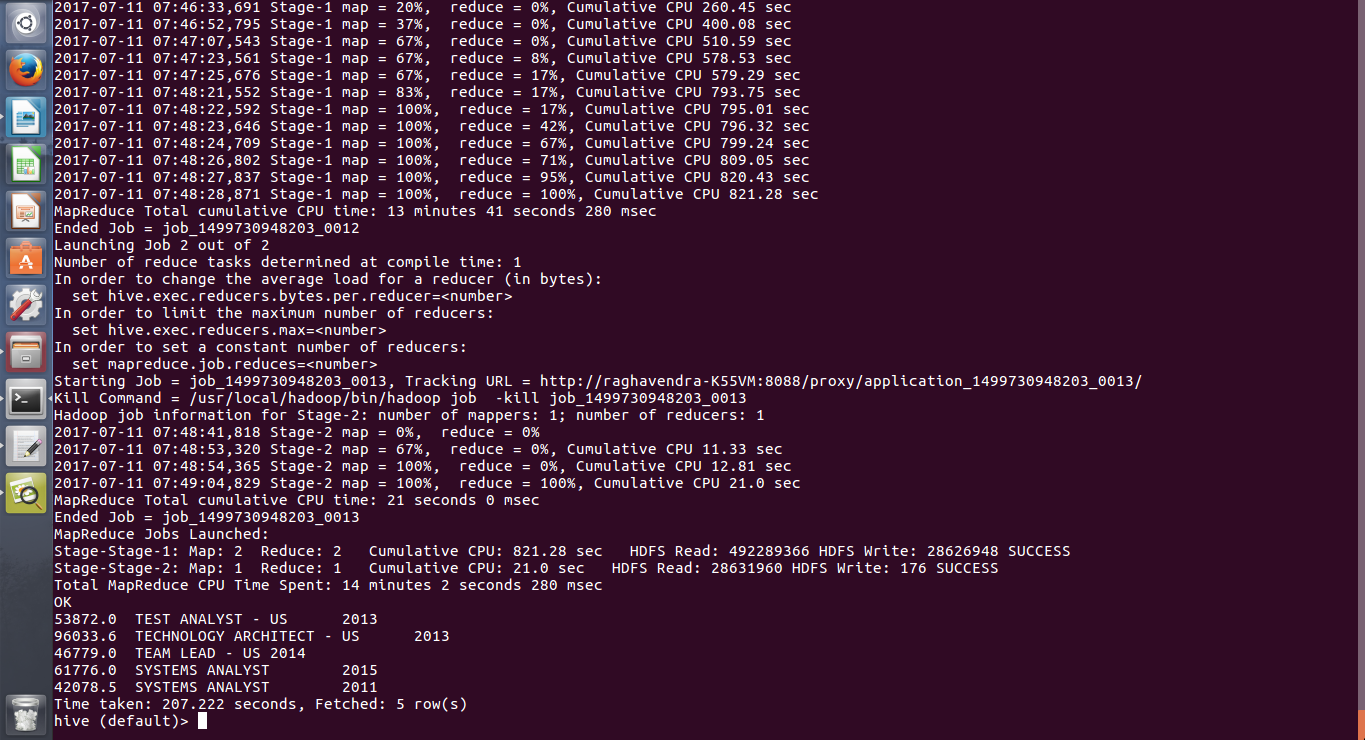 2017-07-11 07:46:33,691 Stage-1 map = 20%,  reduce = 0%, Cumulative CPU 260.45 sec
2017-07-11 07:46:52,795 Stage-1 map = 37%,  reduce = 0%, Cumulative CPU 400.08 sec
2017-07-11 07:47:07,543 Stage-1 map = 67%,  reduce = 0%, Cumulative CPU 510.59 sec
2017-07-11 07:47:23,561 Stage-1 map = 67%,  reduce = 8%, Cumulative CPU 578.53 sec
2017-07-11 07:47:25,676 Stage-1 map = 67%,  reduce = 17%, Cumulative CPU 579.29 sec
2017-07-11 07:48:21,552 Stage-1 map = 83%,  reduce = 17%, Cumulative CPU 793.75 sec
2017-07-11 07:48:22,592 Stage-1 map = 100%,  reduce = 17%, Cumulative CPU 795.01 sec
2017-07-11 07:48:23,646 Stage-1 map = 100%,  reduce = 42%, Cumulative CPU 796.32 sec
2017-07-11 07:48:24,709 Stage-1 map = 100%,  reduce = 67%, Cumulative CPU 799.24 sec
2017-07-11 07:48:26,802 Stage-1 map = 100%,  reduce = 71%, Cumulative CPU 809.05 sec
2017-07-11 07:48:27,837 Stage-1 map = 100%,  reduce = 95%, Cumulative CPU 820.43 sec
2017-07-11 07:48:28,871 Stage-1 map = 100%,  reduce = 100%, Cumulative CPU 821.28 sec
MapReduce Total cumulative CPU time: 13 minutes 41 seconds 280 msec
Ended Job = job_1499730948203_0012
Launching Job 2 out of 2
Number of reduce tasks determined at compile time: 1
In order to change the average load for a reducer (in bytes):
  set hive.exec.reducers.bytes.per.reducer=<number>
In order to limit the maximum number of reducers:
  set hive.exec.reducers.max=<number>
In order to set a constant number of reducers:
  set mapreduce.job.reduces=<number>
Starting Job = job_1499730948203_0013, Tracking URL = http://raghavendra-K55VM:8088/proxy/application_1499730948203_0013/
Kill Command = /usr/local/hadoop/bin/hadoop job  -kill job_1499730948203_0013
Hadoop job information for Stage-2: number of mappers: 1; number of reducers: 1
2017-07-11 07:48:41,818 Stage-2 map = 0%,  reduce = 0%
2017-07-11 07:48:53,320 Stage-2 map = 67%,  reduce = 0%, Cumulative CPU 11.33 sec
2017-07-11 07:48:54,365 Stage-2 map = 100%,  reduce = 0%, Cumulative CPU 12.81 sec
2017-07-11 07:49:04,829 Stage-2 map = 100%,  reduce = 100%, Cumulative CPU 21.0 sec
MapReduce Total cumulative CPU time: 21 seconds 0 msec
Ended Job = job_1499730948203_0013
MapReduce Jobs Launched:
Stage-Stage-1: Map: 2  Reduce: 2   Cumulative CPU: 821.28 sec   HDFS Read: 492289366 HDFS Write: 28626948 SUCCESS
Stage-Stage-2: Map: 1  Reduce: 1   Cumulative CPU: 21.0 sec   HDFS Read: 28631960 HDFS Write: 176 SUCCESS
Total MapReduce CPU Time Spent: 14 minutes 2 seconds 280 msec
OK
53872.0  TEST ANALYST - US      2013
96033.6  TECHNOLOGY ARCHITECT - US      2013
46779.0  TEAM LEAD - US 2014
61776.0  SYSTEMS ANALYST        2015
42078.5  SYSTEMS ANALYST        2011
Time taken: 207.222 seconds, Fetched: 5 row(s)
hive (default)>